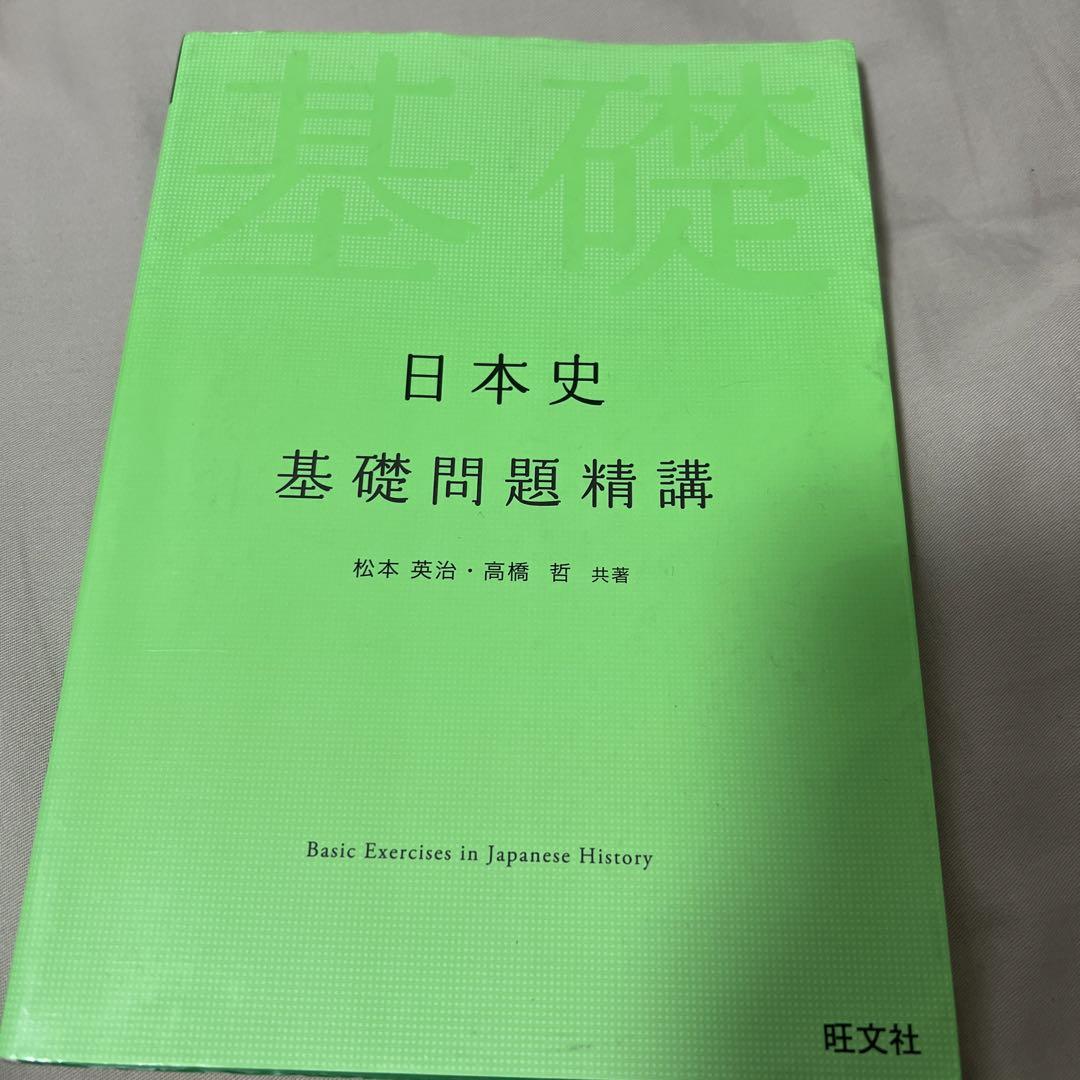 基礎
日本史
基礎問題精講
松本 英治・高橋 哲 共著
Basic Exercises in Japanese History
旺文社